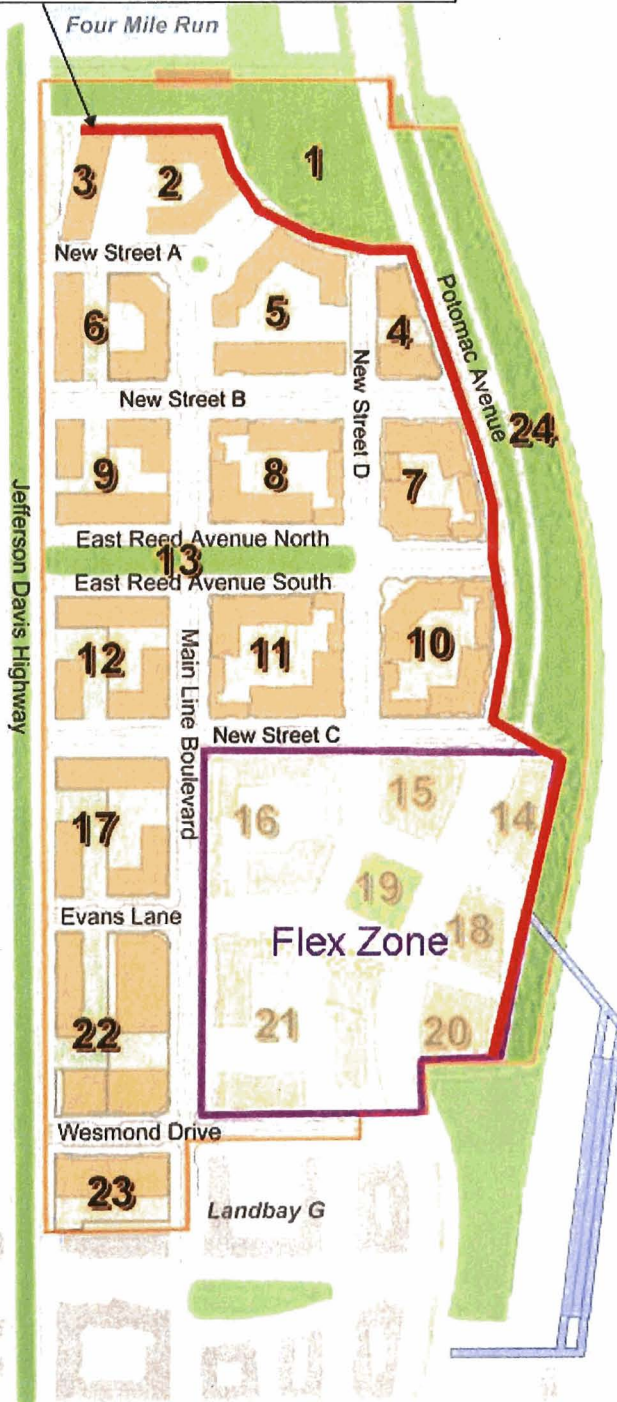 Four Mile Run
1
3
2
New Street A
6
5
4
Potomac Avenue
New Street B
New Street D
24
9
8
7
Jefferson Davis Highway
East Reed Avenue North
13
East Reed Avenue South
12
11
10
Main Line Boulevard
New Street C
16
15
14
17
19
Evans Lane
18
Flex Zone
22
21
20
Wesmond Drive
23
Landbay G